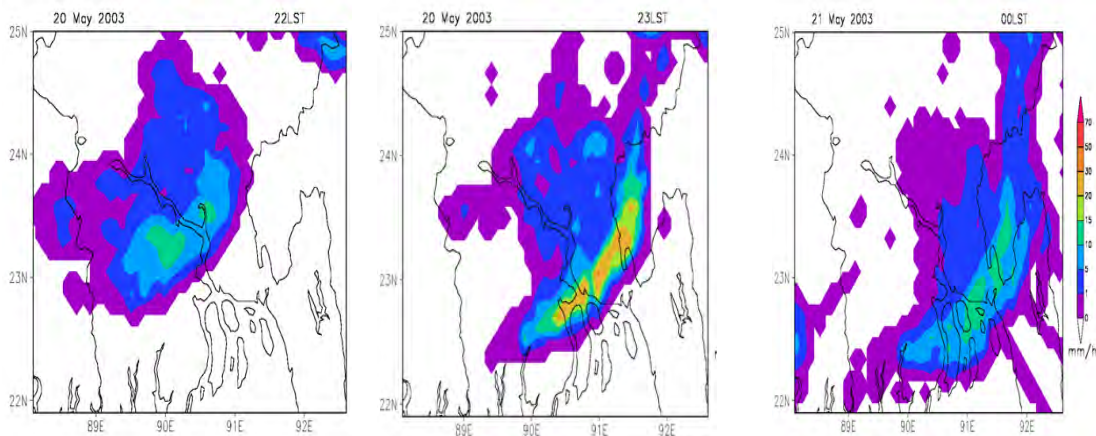 20 May 2003 22LST
25N
24N
23N
22N
89E 90E 91E 92E
20 May 2003 23LST
25N
24N
23N
22N
89E 90E 91E 92E
21 May 2003 00LST
25N
24N
23N
22N
89E 90E 91E 92E
70
50
30
20
15
10
5
1
0
mm/h